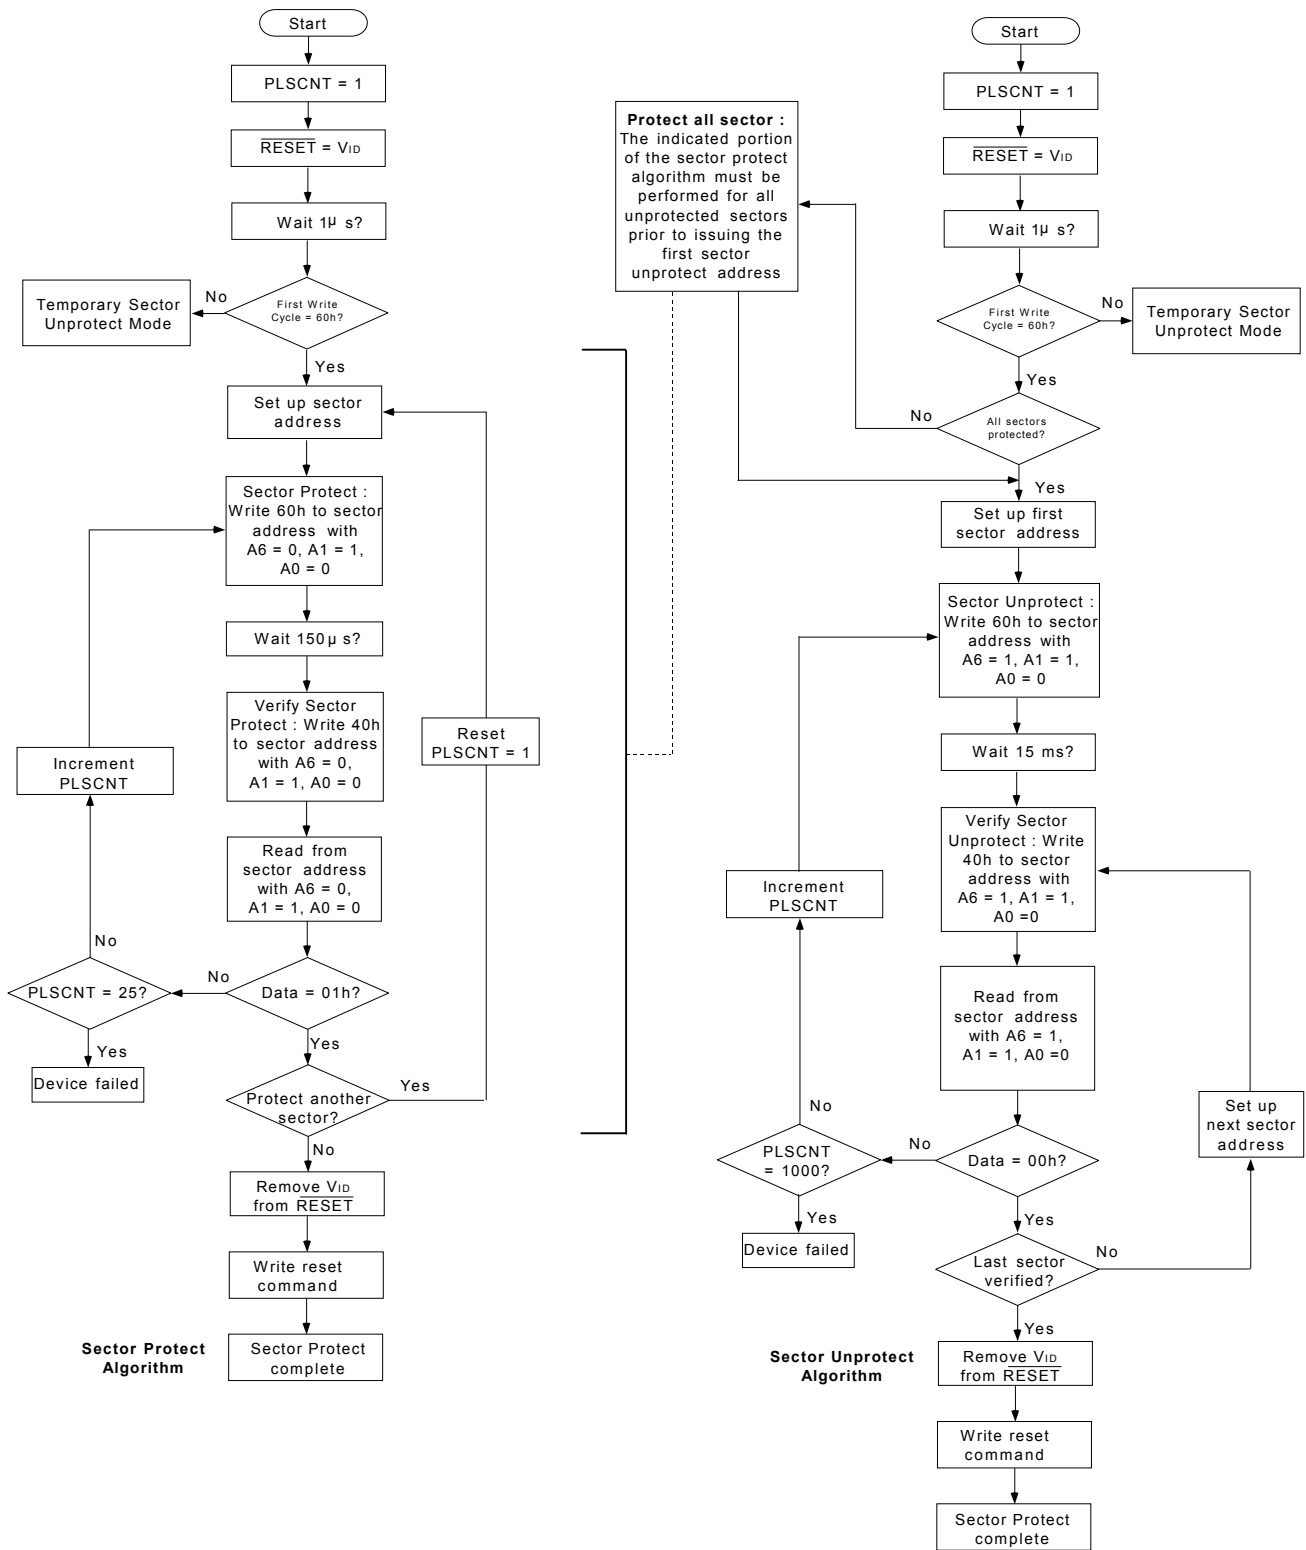 Start
PLSCNT = 1
RESET = VID
Wait 1µ s?
First Write
Cycle = 60h?
No
Temporary Sector
Unprotect Mode
Yes
Set up sector
address
Sector Protect :
Write 60h to sector
address with
A6 = 0, A1 = 1,
A0 = 0
Wait 150µ s?
Verify Sector
Protect : Write 40h
to sector address
with A6 = 0,
A1 = 1, A0 = 0
Reset
PLSCNT = 1
Increment
PLSCNT
Read from
sector address
with A6 = 0,
A1 = 1, A0 = 0
No
PLSCNT = 25?
No
Data = 01h?
Yes
Device failed
Yes
Protect another
sector?
Yes
No
Remove VID
from RESET
Write reset
command
Sector Protect
Algorithm
Sector Protect
complete
Protect all sector :
The indicated portion
of the sector protect
algorithm must be
performed for all
unprotected sectors
prior to issuing the
first sector
unprotect address
Start
PLSCNT = 1
RESET = VID
Wait 1µ s?
First Write
Cycle = 60h?
No
Temporary Sector
Unprotect Mode
Yes
No
All sectors
protected?
Yes
Set up first
sector address
Sector Unprotect :
Write 60h to sector
address with
A6 = 1, A1 = 1,
A0 = 0
Wait 15 ms?
Verify Sector
Unprotect : Write
40h to sector
address with
A6 = 1, A1 = 1,
A0 =0
Increment
PLSCNT
Read from
sector address
with A6 = 1,
A1 = 1, A0 =0
Set up
next sector
address
No
PLSCNT
= 1000?
No
Data = 00h?
Yes
Device failed
Yes
Last sector
verified?
No
Yes
Sector Unprotect
Algorithm
Remove VID
from RESET
Write reset
command
Sector Protect
complete